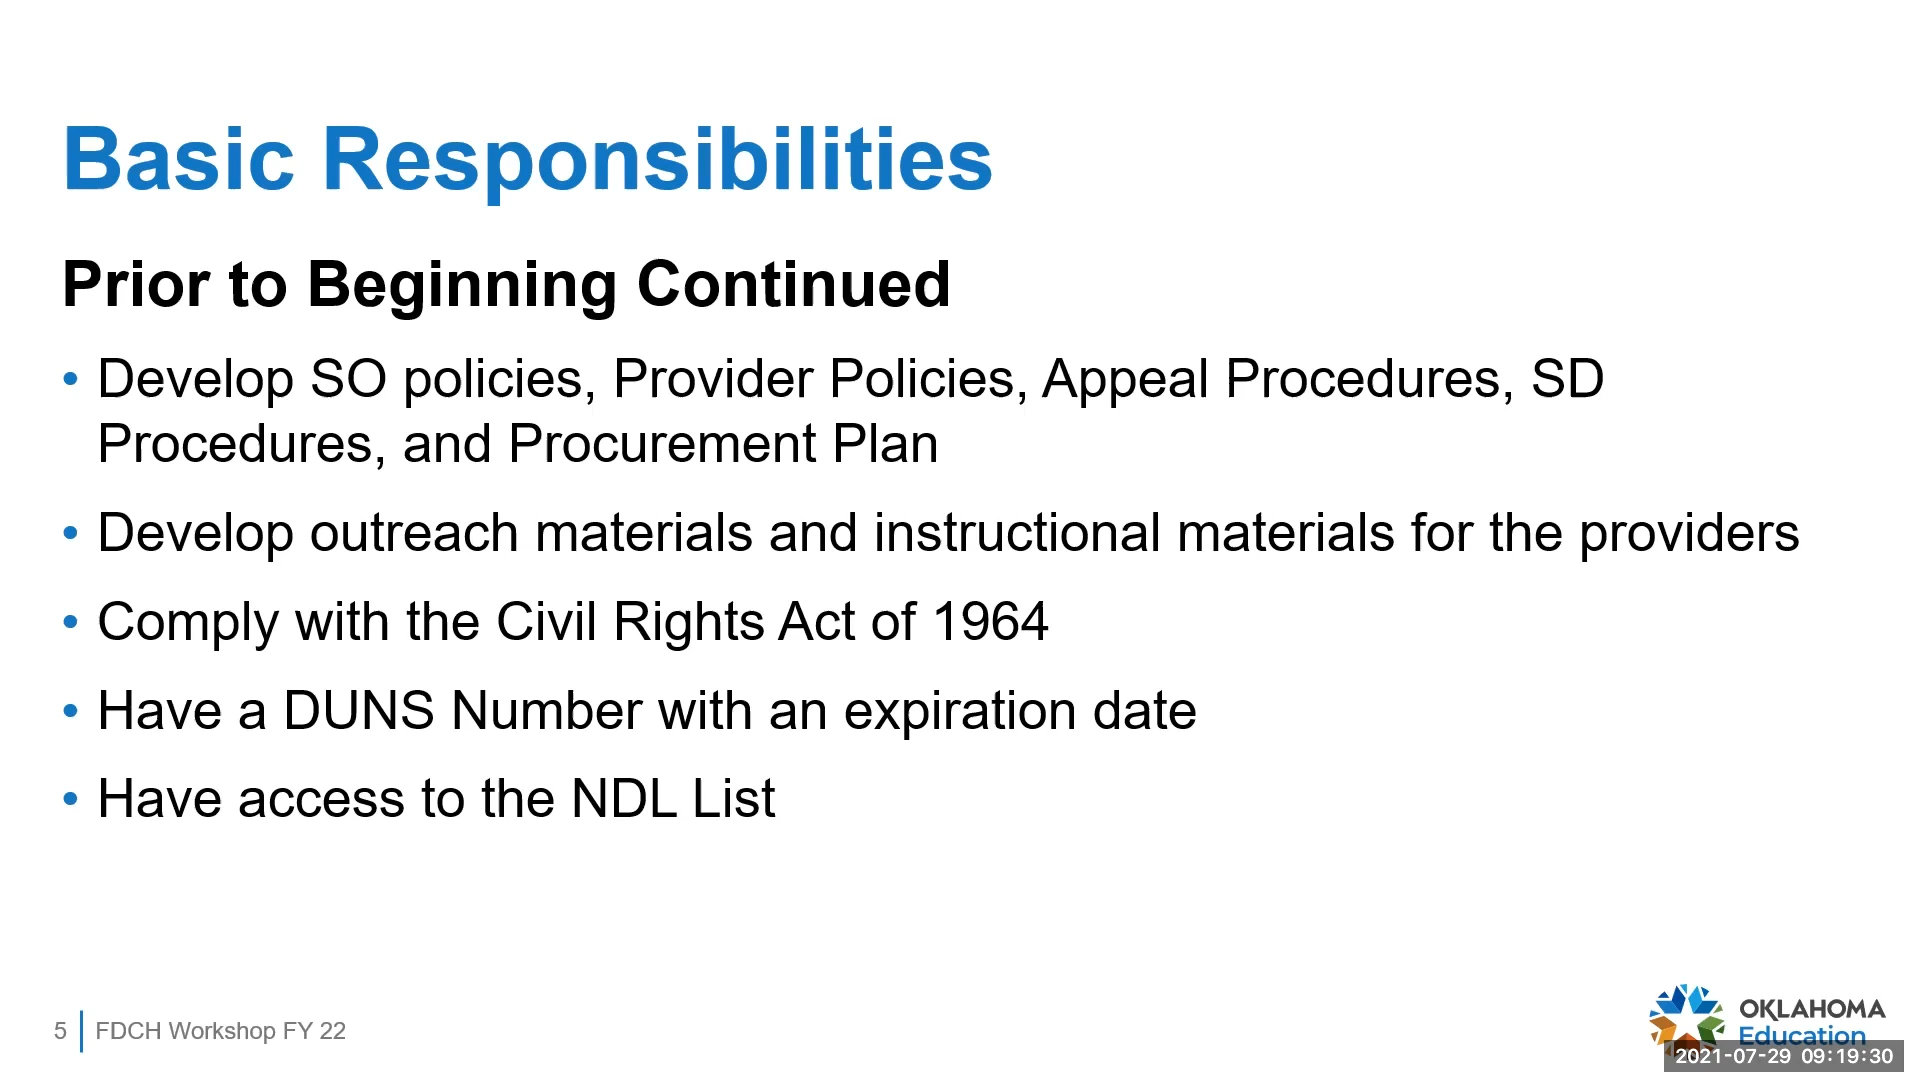 Basic Responsibilities
Prior to Beginning Continued
• Develop SO policies, Provider Policies, Appeal Procedures, SD
Procedures, and Procurement Plan
• Develop outreach materials and instructional materials for the providers
• Comply with the Civil Rights Act of 1964
• Have a DUNS Number with an expiration date
• Have access to the NDL List
5 FDCH Workshop FY 22
OKLAHOMA
Education
2021-07-29 09:19:30